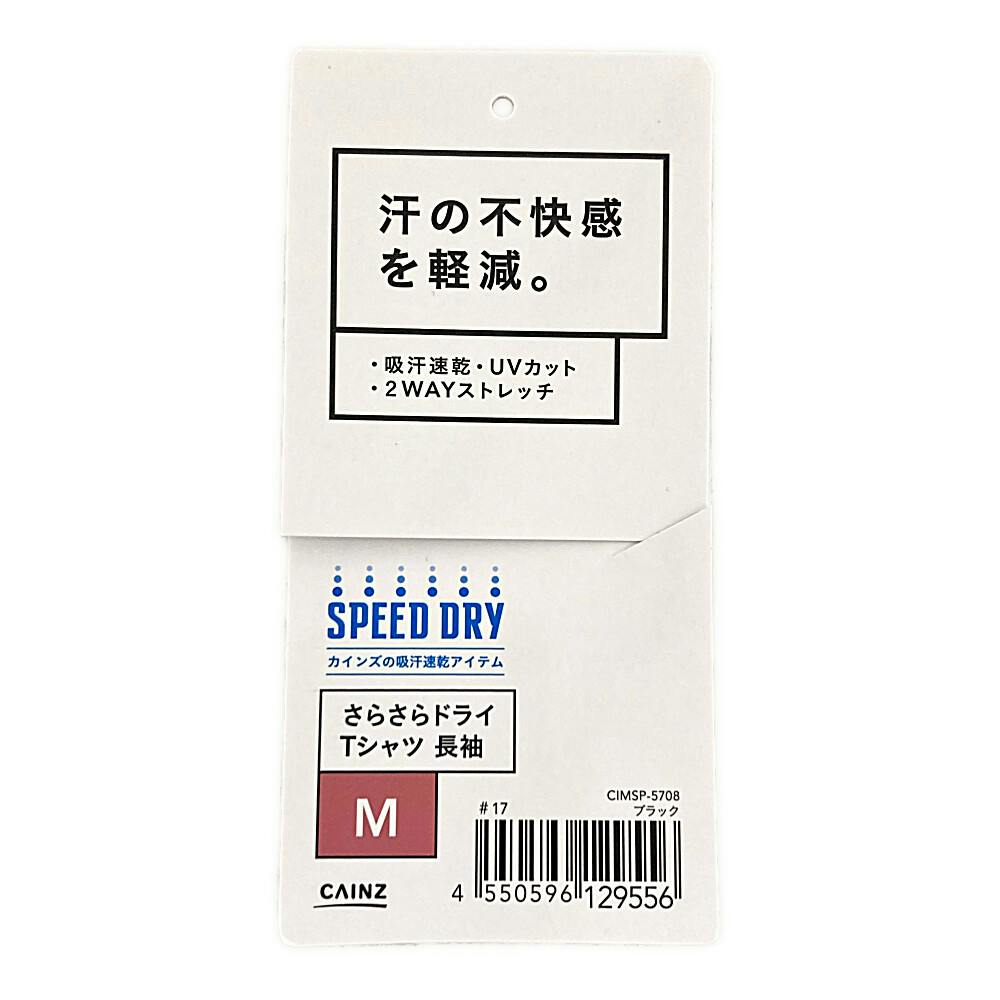 汗の不快感
を軽減。
・吸汗速乾・UVカット
・2WAYストレッチ
SPEED DRY
カインズの吸汗速乾アイテム
さらさらドライ
Tシャツ 長袖
M
CAINZ
#17
CIMSP-5708
ブラック
4 550596 129556